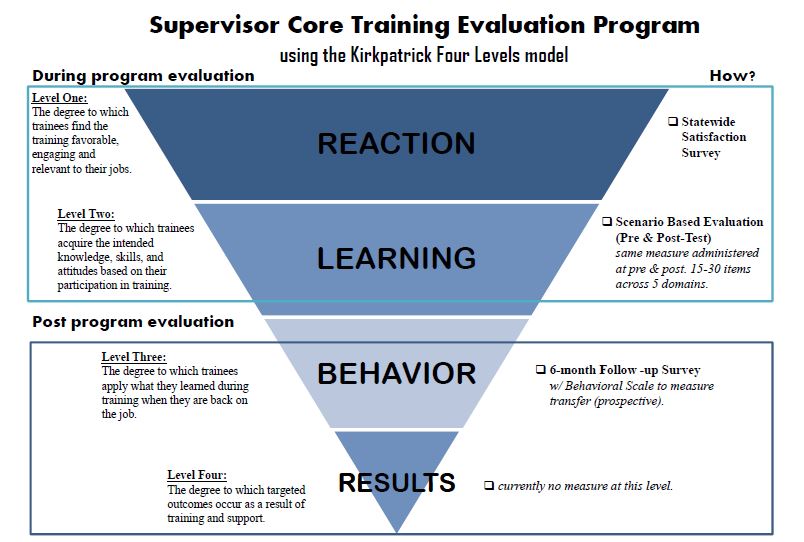 Supervisor Core Training Evaluation Program
using the Kirkpatrick Four Levels model
During program evaluation
How?
Level One:
The degree to which
trainees find the
training favorable,
engaging and
relevant to their jobs.
REACTION
❑ Statewide
Satisfaction
Survey
Level Two:
The degree to which trainees
acquire the intended
knowledge, skills, and
attitudes based on their
participation in training.
LEARNING
❑ Scenario Based Evaluation
(Pre & Post-Test)
same measure administered
at pre & post. 15-30 items
across 5 domains.
Post program evaluation
Level Three:
The degree to which trainees
apply what they learned during
training when they are back on
the job.
BEHAVIOR
❑ 6-month Follow -up Survey
w/ Behavioral Scale to measure
transfer (prospective).
Level Four:
The degree to which targeted
outcomes occur as a result of
training and support.
RESULTS
❑ currently no measure at this level.